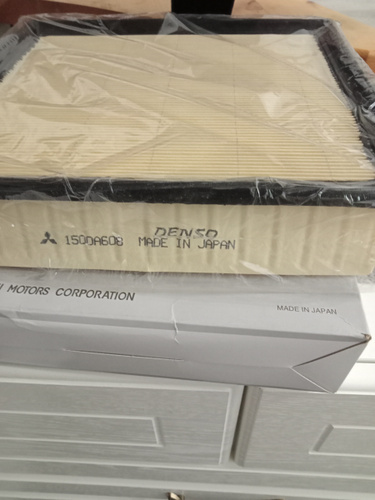 DENSO
1500A608 MADE IN JAPAN
MOTORS CORPORATION
MADE IN JAPAN